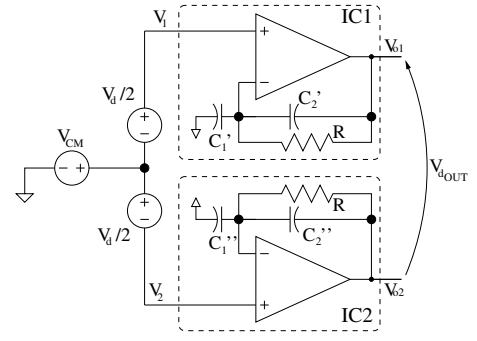 V1
IC1
Vo1
+
−
Vd/2
+
−
C1'
C2'
R
VCM
− +
VdOUT
+
−
Vd/2
R
C1''
C2''
−
+
V2
Vo2
IC2